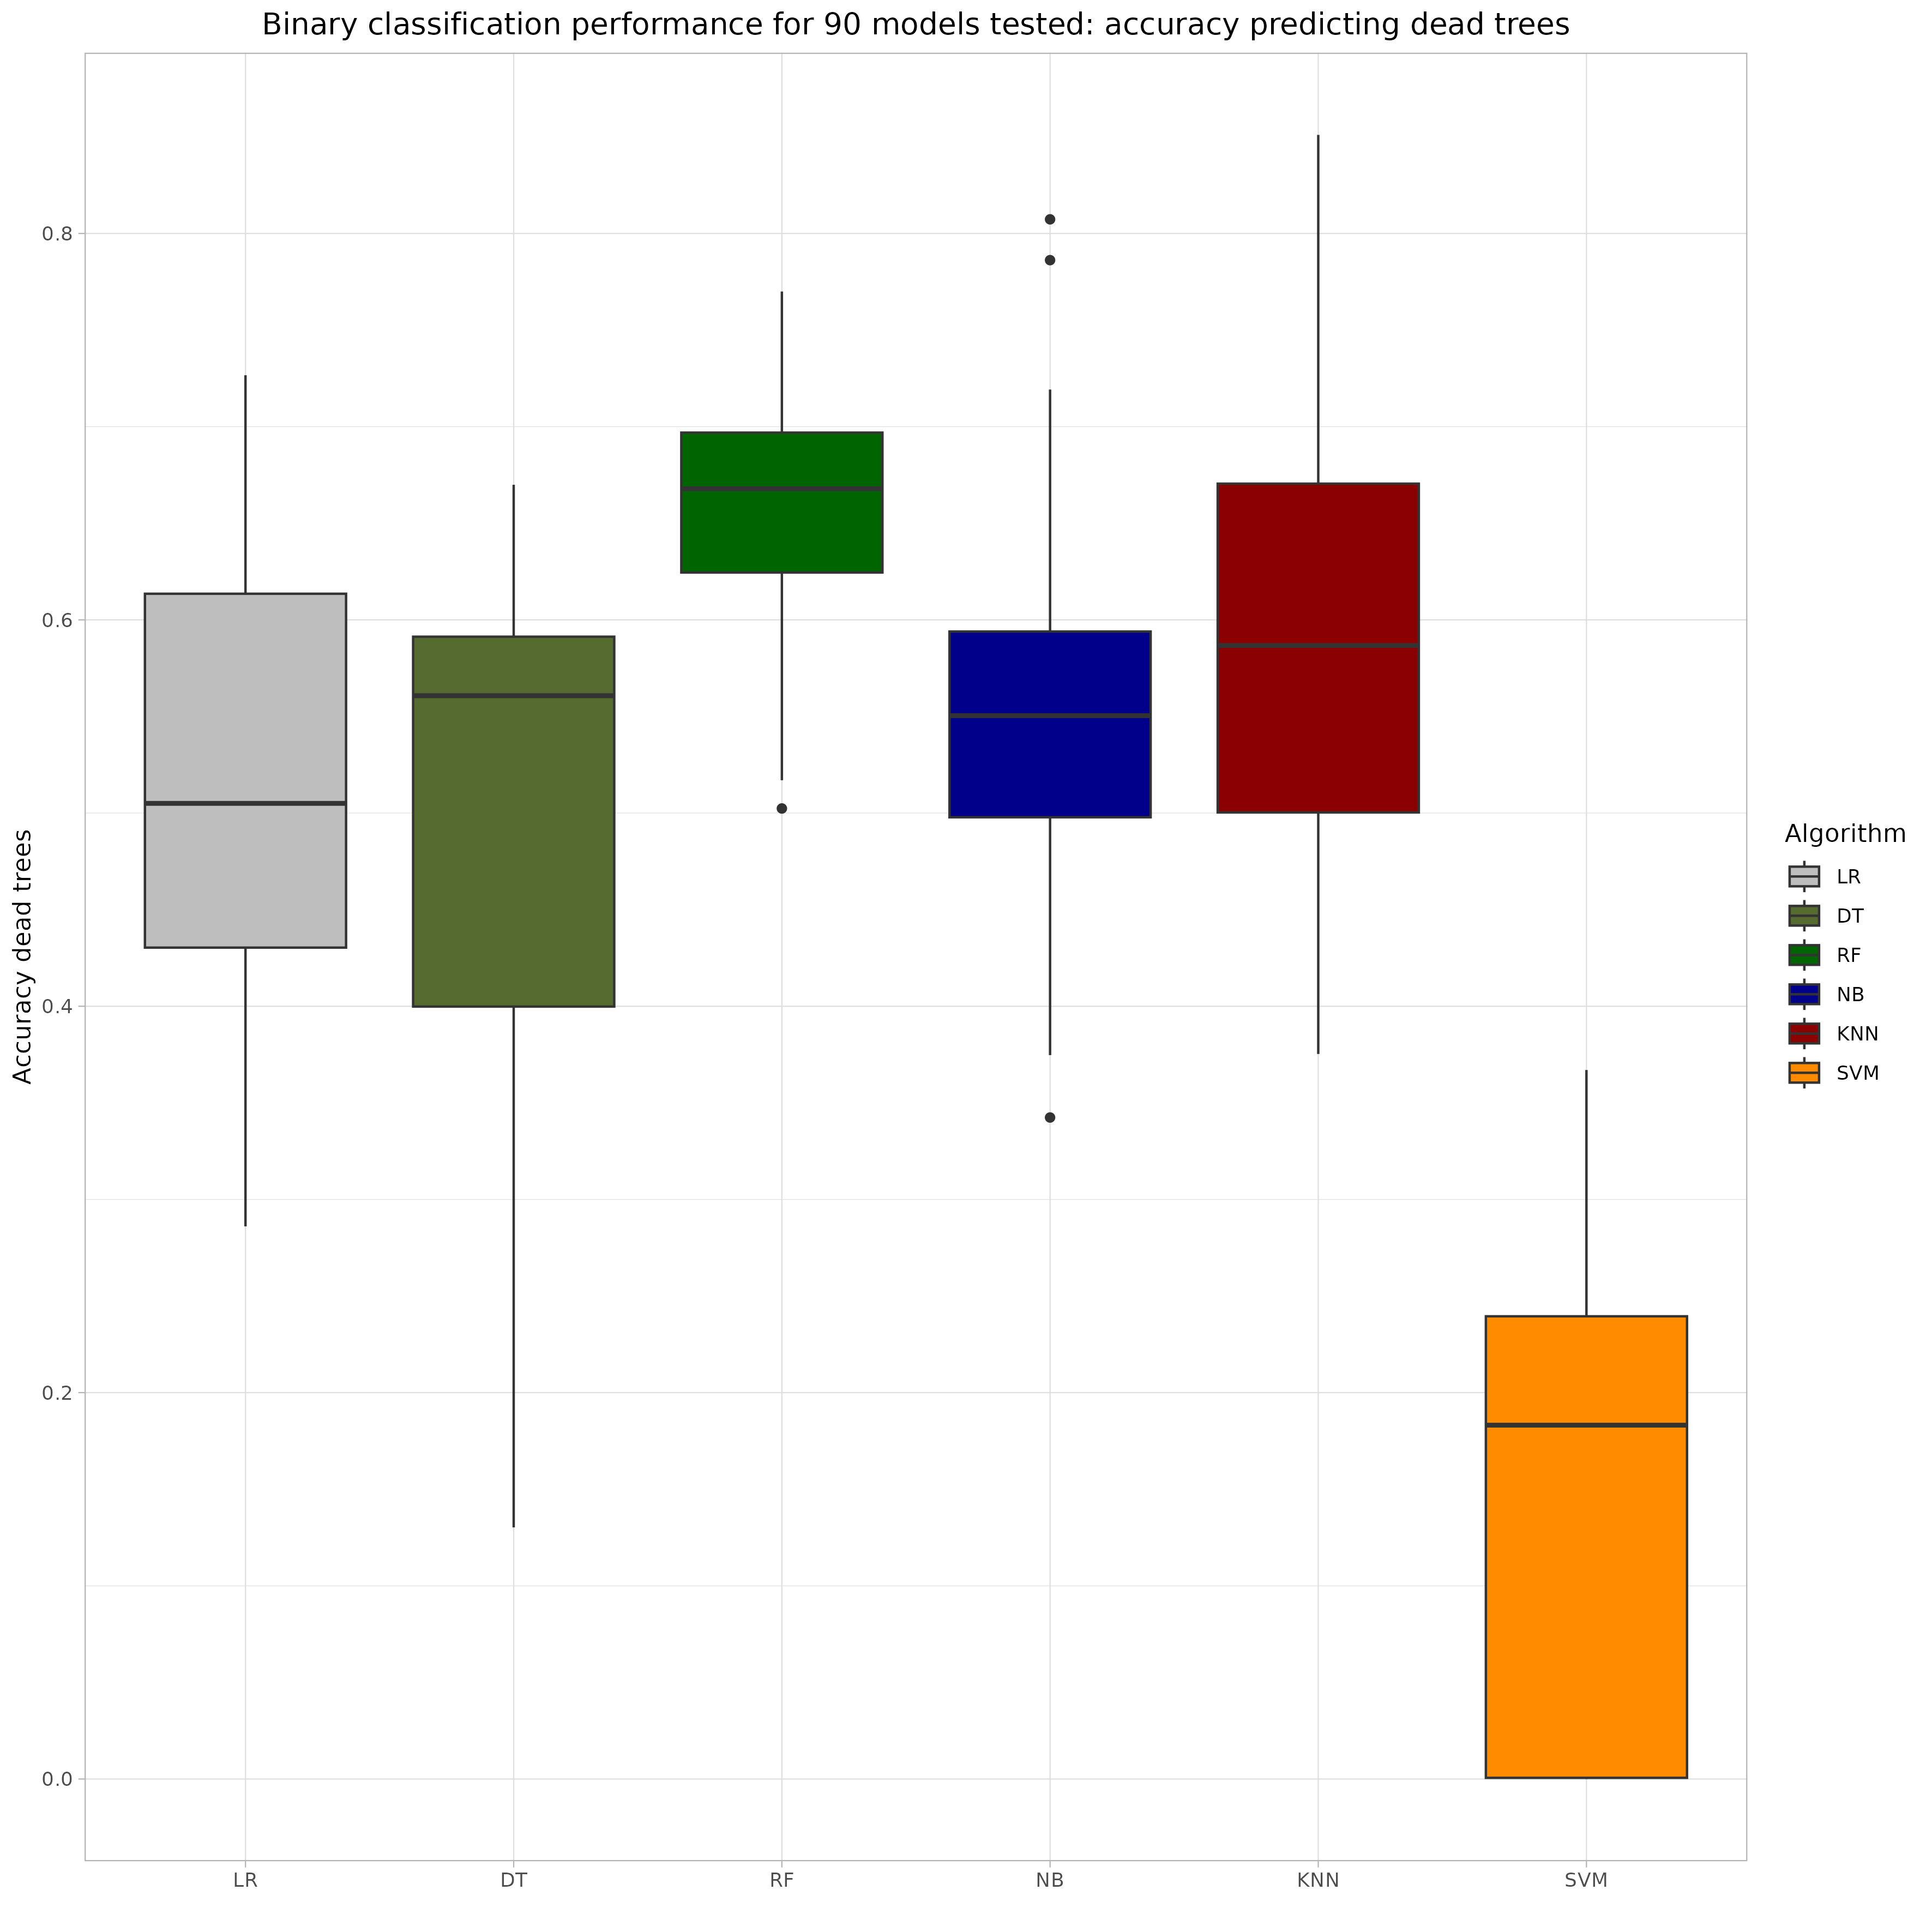 Binary classification performance for 90 models tested: accuracy predicting dead trees
Accuracy dead trees
0.8
0.6
0.4
0.2
0.0
LR
DT
RF
NB
KNN
SVM
Algorithm
LR
DT
RF
NB
KNN
SVM